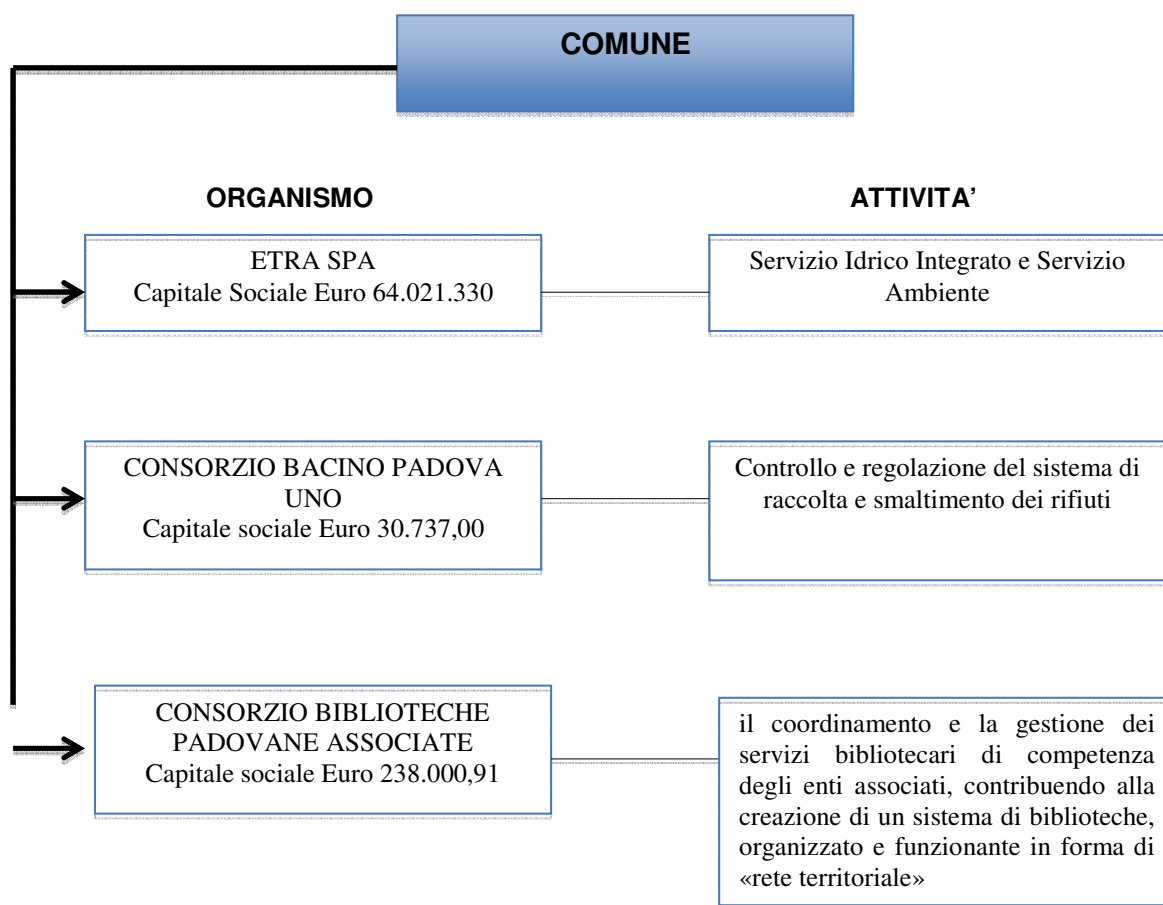 COMUNE
ORGANISMO
ATTIVITA’
ETRA SPA
Capitale Sociale Euro 64.021.330
Servizio Idrico Integrato e Servizio
Ambiente
CONSORZIO BACINO PADOVA
UNO
Capitale sociale Euro 30.737,00
Controllo e regolazione del sistema di
raccolta e smaltimento dei rifiuti
CONSORZIO BIBLIOTECHE
PADOVANE ASSOCIATE
Capitale sociale Euro 238.000,91
il coordinamento e la gestione dei
servizi bibliotecari di competenza
degli enti associati, contribuendo alla
creazione di un sistema di biblioteche,
organizzato e funzionante in forma di
«rete territoriale»